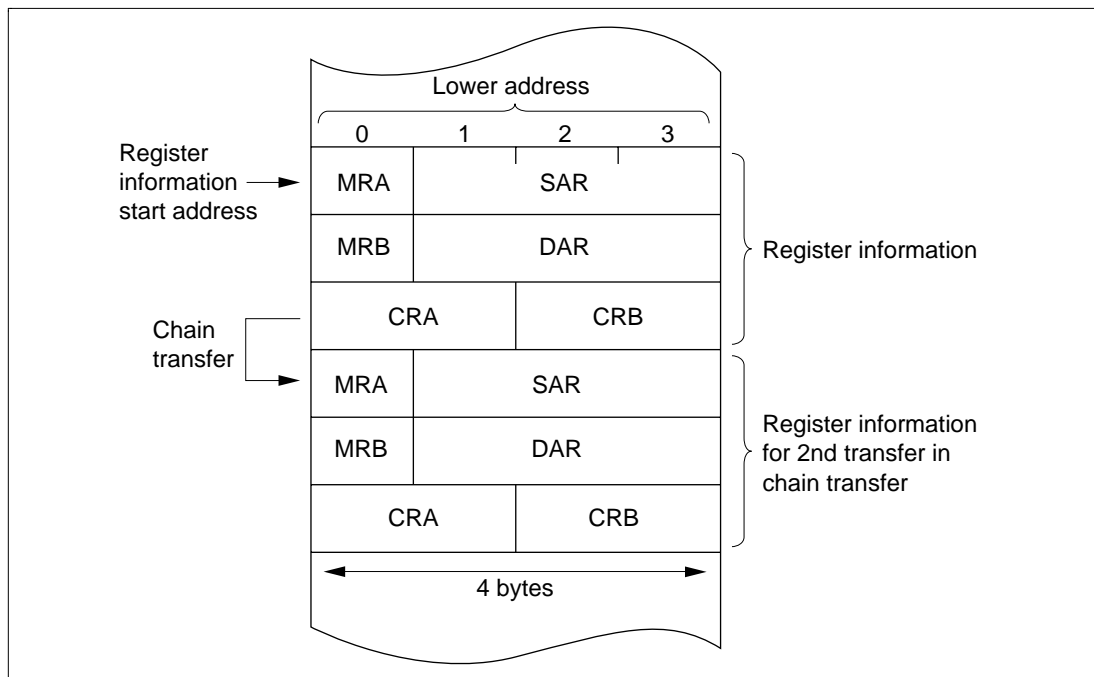 Lower address
0 1 2 3
Register
information
start address
MRA SAR
MRB DAR
CRA CRB
Register information
Chain
transfer
MRA SAR
MRB DAR
CRA CRB
Register information
for 2nd transfer in
chain transfer
4 bytes